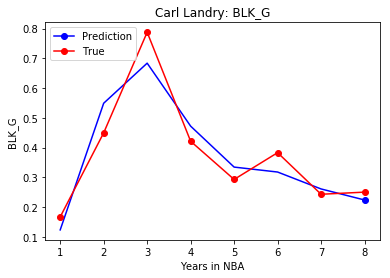 Carl Landry: BLK_G
Prediction
True
BLK_G
0.8
0.7
0.6
0.5
0.4
0.3
0.2
0.1
1 2 3 4 5 6 7 8
Years in NBA